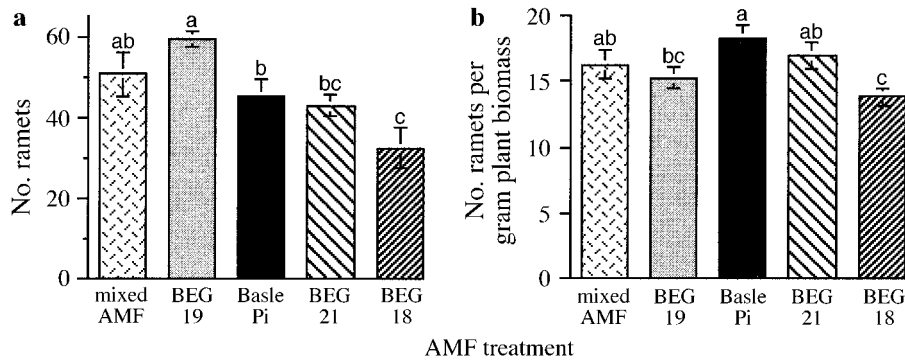 a
No. ramets
60
40
20
0
ab
a
b
bc
c
mixed
AMF
BEG
19
Basle
Pi
BEG
21
BEG
18
b
No. ramets per
gram plant biomass
20
15
10
5
0
ab
bc
a
ab
c
mixed
AMF
BEG
19
Basle
Pi
BEG
21
BEG
18
AMF treatment